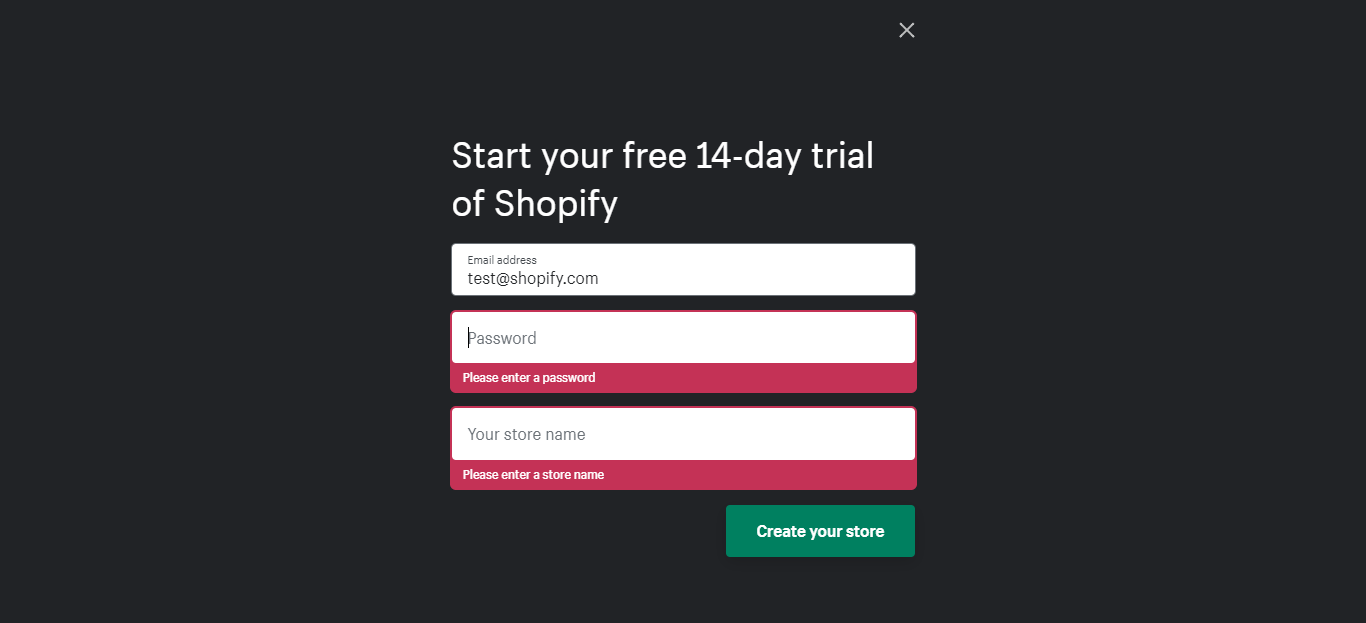 Start your free 14-day trial
of Shopify
Email address
test@shopify.com
Password
Please enter a password
Your store name
Please enter a store name
Create your store